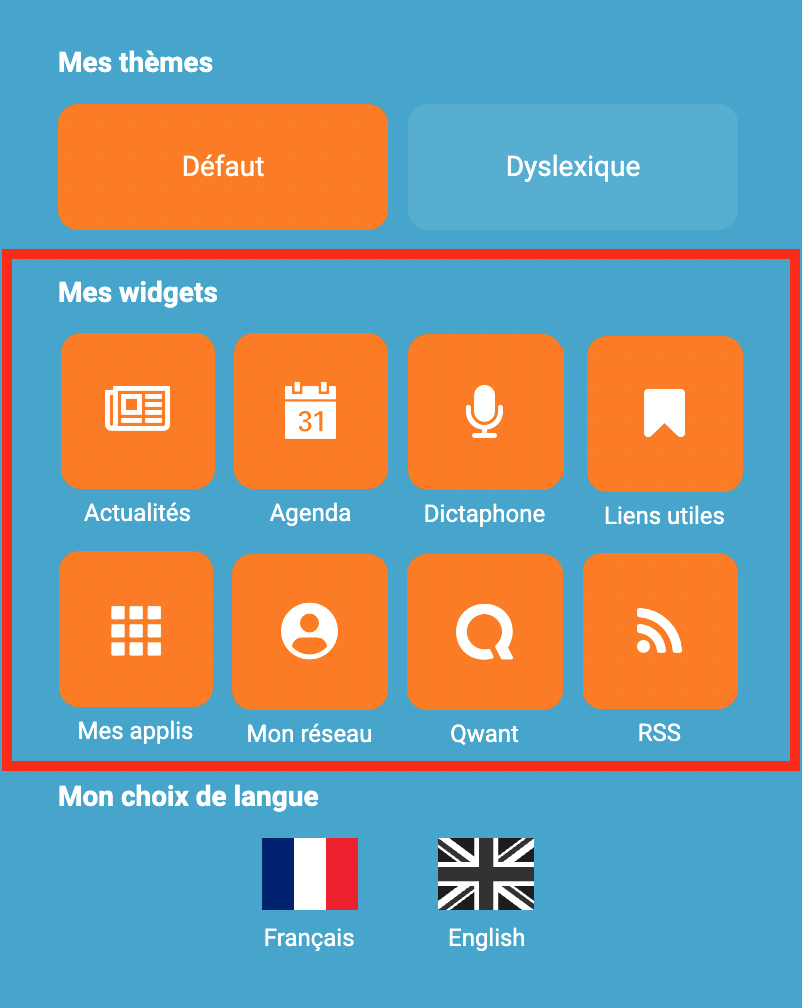 Mes thèmes
Défaut Dyslexique
Mes widgets
31
Actualités Agenda Dictaphone Liens utiles
Mes applis Mon réseau Qwant RSS
Mon choix de langue
Français English